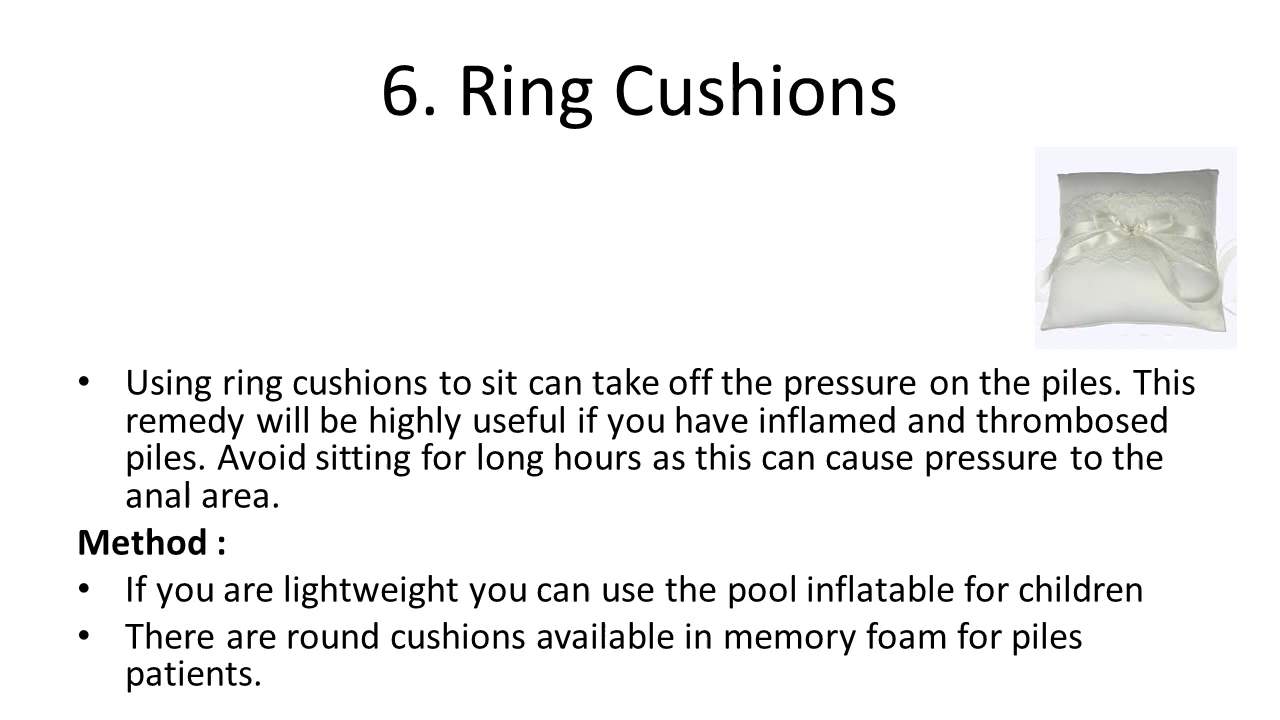 6. Ring Cushions
• Using ring cushions to sit can take off the pressure on the piles. This
remedy will be highly useful if you have inflamed and thrombosed
piles. Avoid sitting for long hours as this can cause pressure to the
anal area.
Method :
• If you are lightweight you can use the pool inflatable for children
• There are round cushions available in memory foam for piles
patients.